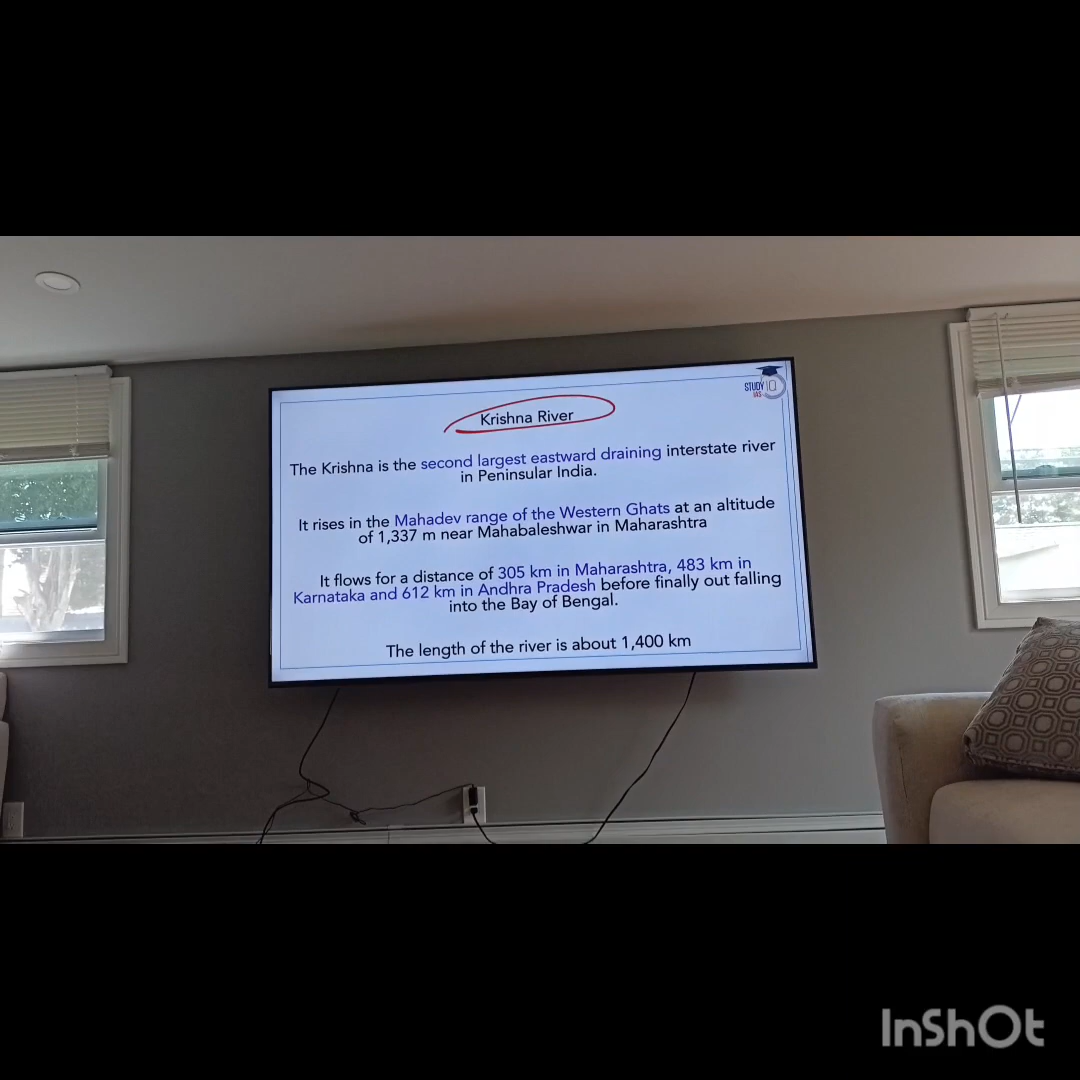 STUDY IQ
IAS
Krishna River
The Krishna is the second largest eastward draining interstate river
in Peninsular India.
It rises in the Mahadev range of the Western Ghats at an altitude
of 1,337 m near Mahabaleshwar in Maharashtra
It flows for a distance of 305 km in Maharashtra, 483 km in
Karnataka and 612 km in Andhra Pradesh before finally out falling
into the Bay of Bengal.
The length of the river is about 1,400 km
InShOt